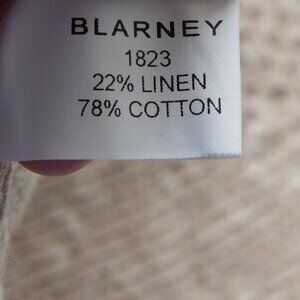 BLARNEY
1823
22% LINEN
78% COTTON